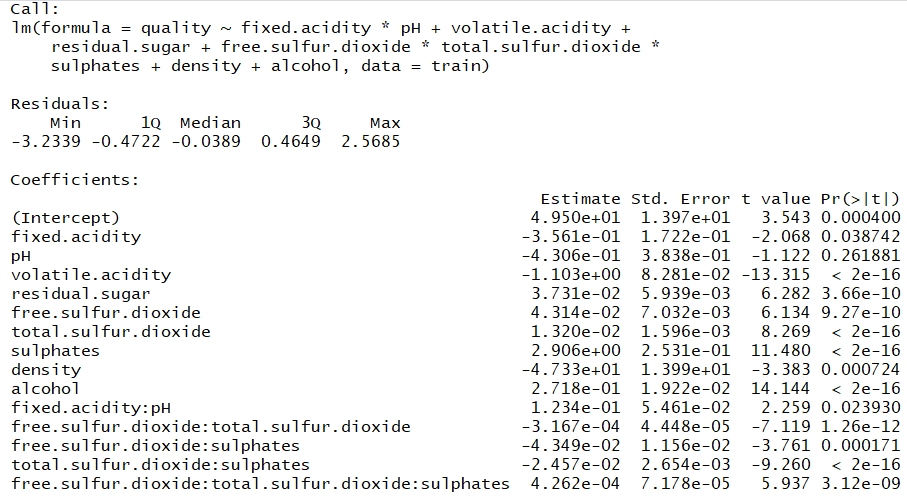 Call:
lm(formula = quality ~ fixed.acidity * pH + volatile.acidity +
    residual.sugar + free.sulfur.dioxide * total.sulfur.dioxide *
    sulphates + density + alcohol, data = train)
Residuals:
    Min      1Q  Median      3Q     Max
-3.2339 -0.4722 -0.0389  0.4649  2.5685
Coefficients:
Estimate Std. Error t value Pr(>|t|)
(Intercept) 4.950e+01 1.397e+01 3.543 0.000400
fixed.acidity -3.561e-01 1.722e-01 -2.068 0.038742
pH -4.306e-01 3.838e-01 -1.122 0.261881
volatile.acidity -1.103e+00 8.281e-02 -13.315 < 2e-16
residual.sugar 3.731e-02 5.939e-03 6.282 3.66e-10
free.sulfur.dioxide 4.314e-02 7.032e-03 6.134 9.27e-10
total.sulfur.dioxide 1.320e-02 1.596e-03 8.269 < 2e-16
sulphates 2.906e+00 2.531e-01 11.480 < 2e-16
density -4.733e+01 1.399e+01 -3.383 0.000724
alcohol 2.718e-01 1.922e-02 14.144 < 2e-16
fixed.acidity:pH 1.234e-01 5.461e-02 2.259 0.023930
free.sulfur.dioxide:total.sulfur.dioxide -3.167e-04 4.448e-05 -7.119 1.26e-12
free.sulfur.dioxide:sulphates -4.349e-02 1.156e-02 -3.761 0.000171
total.sulfur.dioxide:sulphates -2.457e-02 2.654e-03 -9.260 < 2e-16
free.sulfur.dioxide:total.sulfur.dioxide:sulphates 4.262e-04 7.178e-05 5.937 3.12e-09